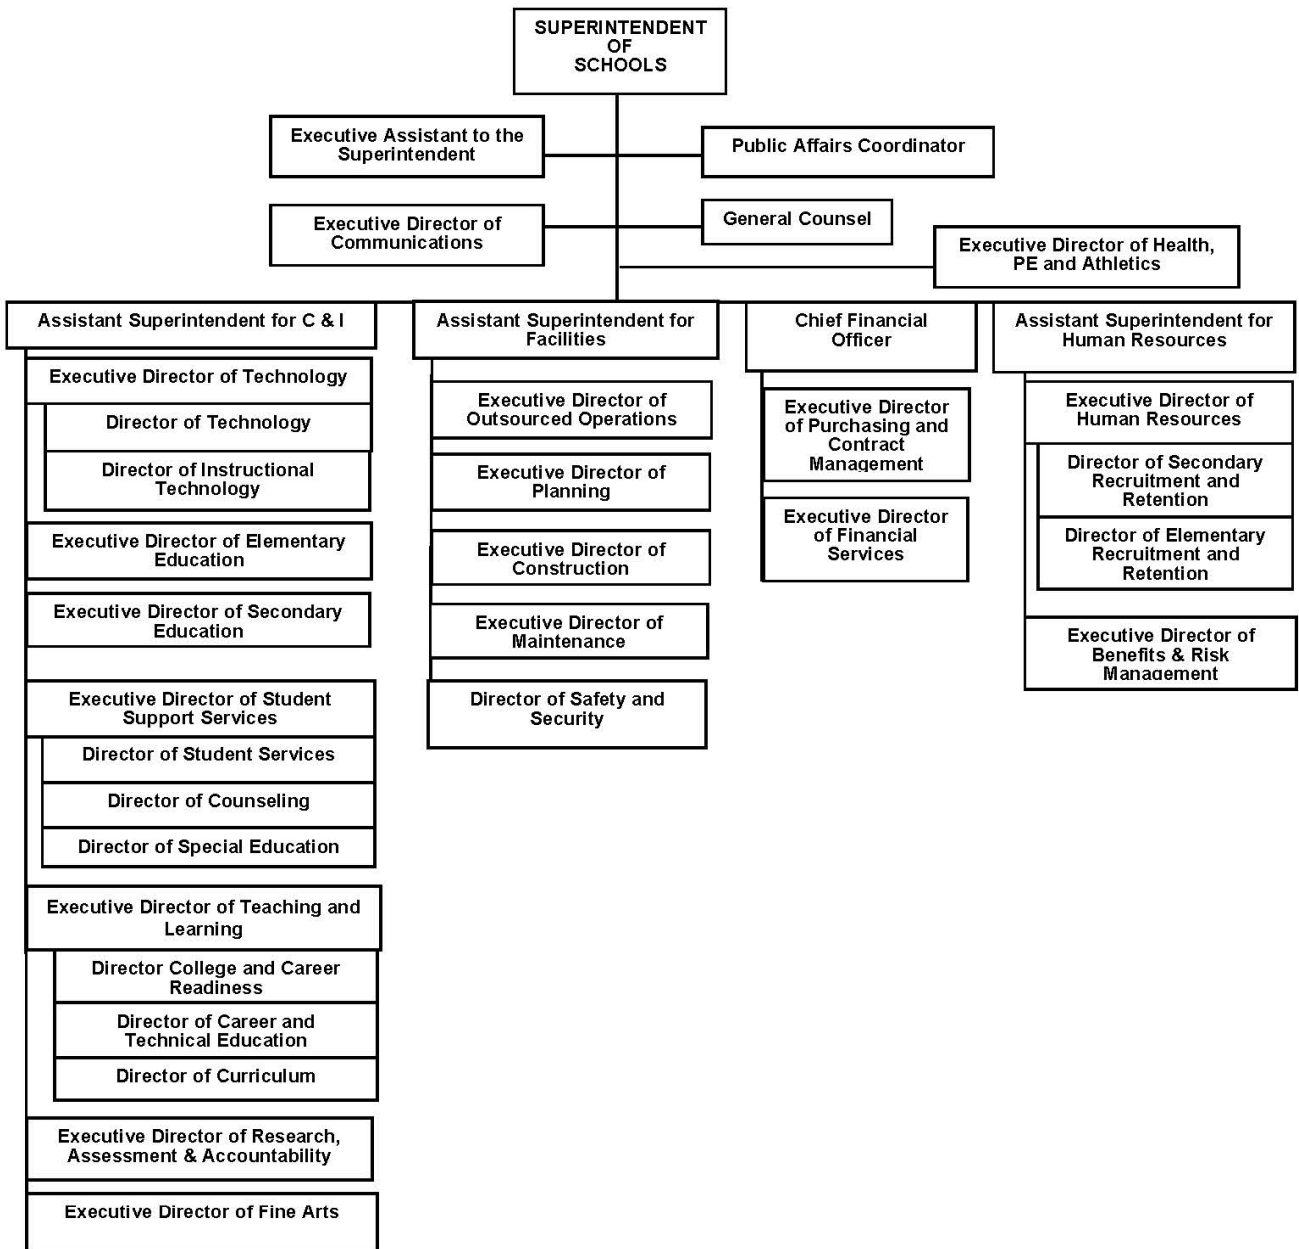 SUPERINTENDENT
OF
SCHOOLS
Executive Assistant to the
Superintendent
Public Affairs Coordinator
Executive Director of
Communications
General Counsel
Executive Director of Health,
PE and Athletics
Assistant Superintendent for C & I
Executive Director of Technology
Director of Technology
Director of Instructional
Technology
Executive Director of Elementary
Education
Executive Director of Secondary
Education
Executive Director of Student
Support Services
Director of Student Services
Director of Counseling
Director of Special Education
Executive Director of Teaching and
Learning
Director College and Career
Readiness
Director of Career and
Technical Education
Director of Curriculum
Executive Director of Research,
Assessment & Accountability
Executive Director of Fine Arts
Assistant Superintendent for
Facilities
Executive Director of
Outsourced Operations
Executive Director of
Planning
Executive Director of
Construction
Executive Director of
Maintenance
Director of Safety and
Security
Chief Financial
Officer
Executive Director
of Purchasing and
Contract
Management
Executive Director
of Financial
Services
Assistant Superintendent for
Human Resources
Executive Director of
Human Resources
Director of Secondary
Recruitment and
Retention
Director of Elementary
Recruitment and
Retention
Executive Director of
Benefits & Risk
Management